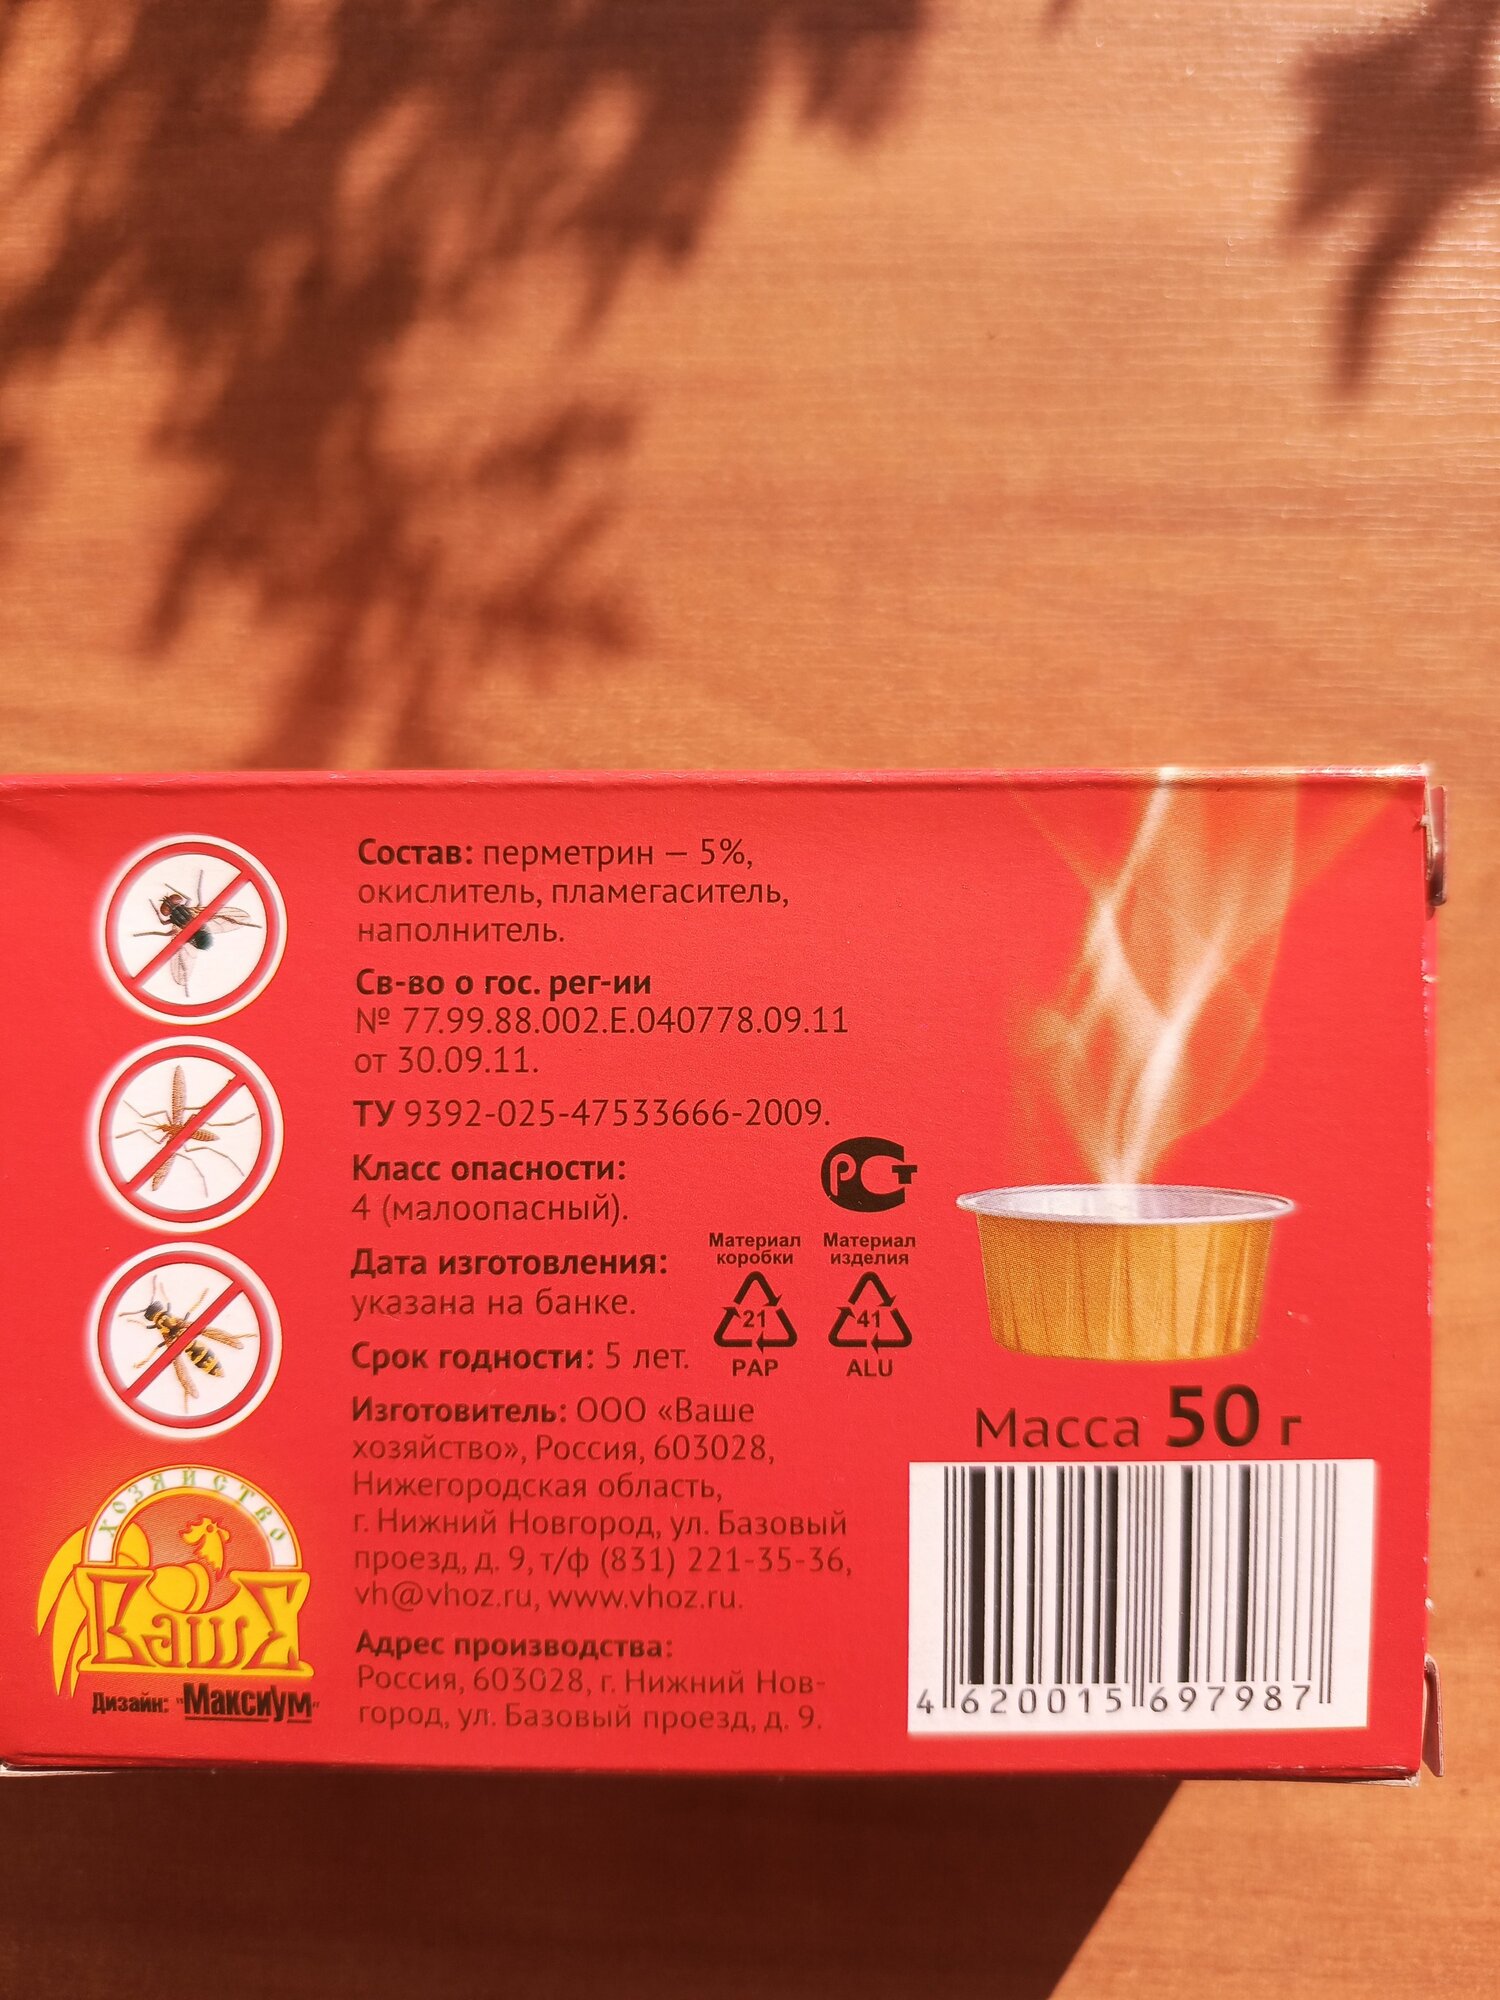 Состав: перметрин — 5%,
окислитель, пламегаситель,
наполнитель.
Св-во о гос. рег-ии
№ 77.99.88.002.Е.040778.09.11
от 30.09.11.
ТУ 9392-025-47533666-2009.
Класс опасности:
4 (малоопасный).
Дата изготовления:
указана на банке.
Срок годности: 5 лет.
РСТ
Материал
коробки
21
PAP
Материал
изделия
41
ALU
Изготовитель: ООО «Ваше
хозяйство», Россия, 603028,
Нижегородская область,
г. Нижний Новгород, ул. Базовый
проезд, д. 9, т/ф (831) 221-35-36,
vh@vhoz.ru, www.vhoz.ru.
Адрес производства:
Россия, 603028, г. Нижний Нов-
город, ул. Базовый проезд, д. 9.
ХОЗЯЙСТВО
ВашЕ
Дизайн: "Максиум"
Масса 50 г
4 620015 697987